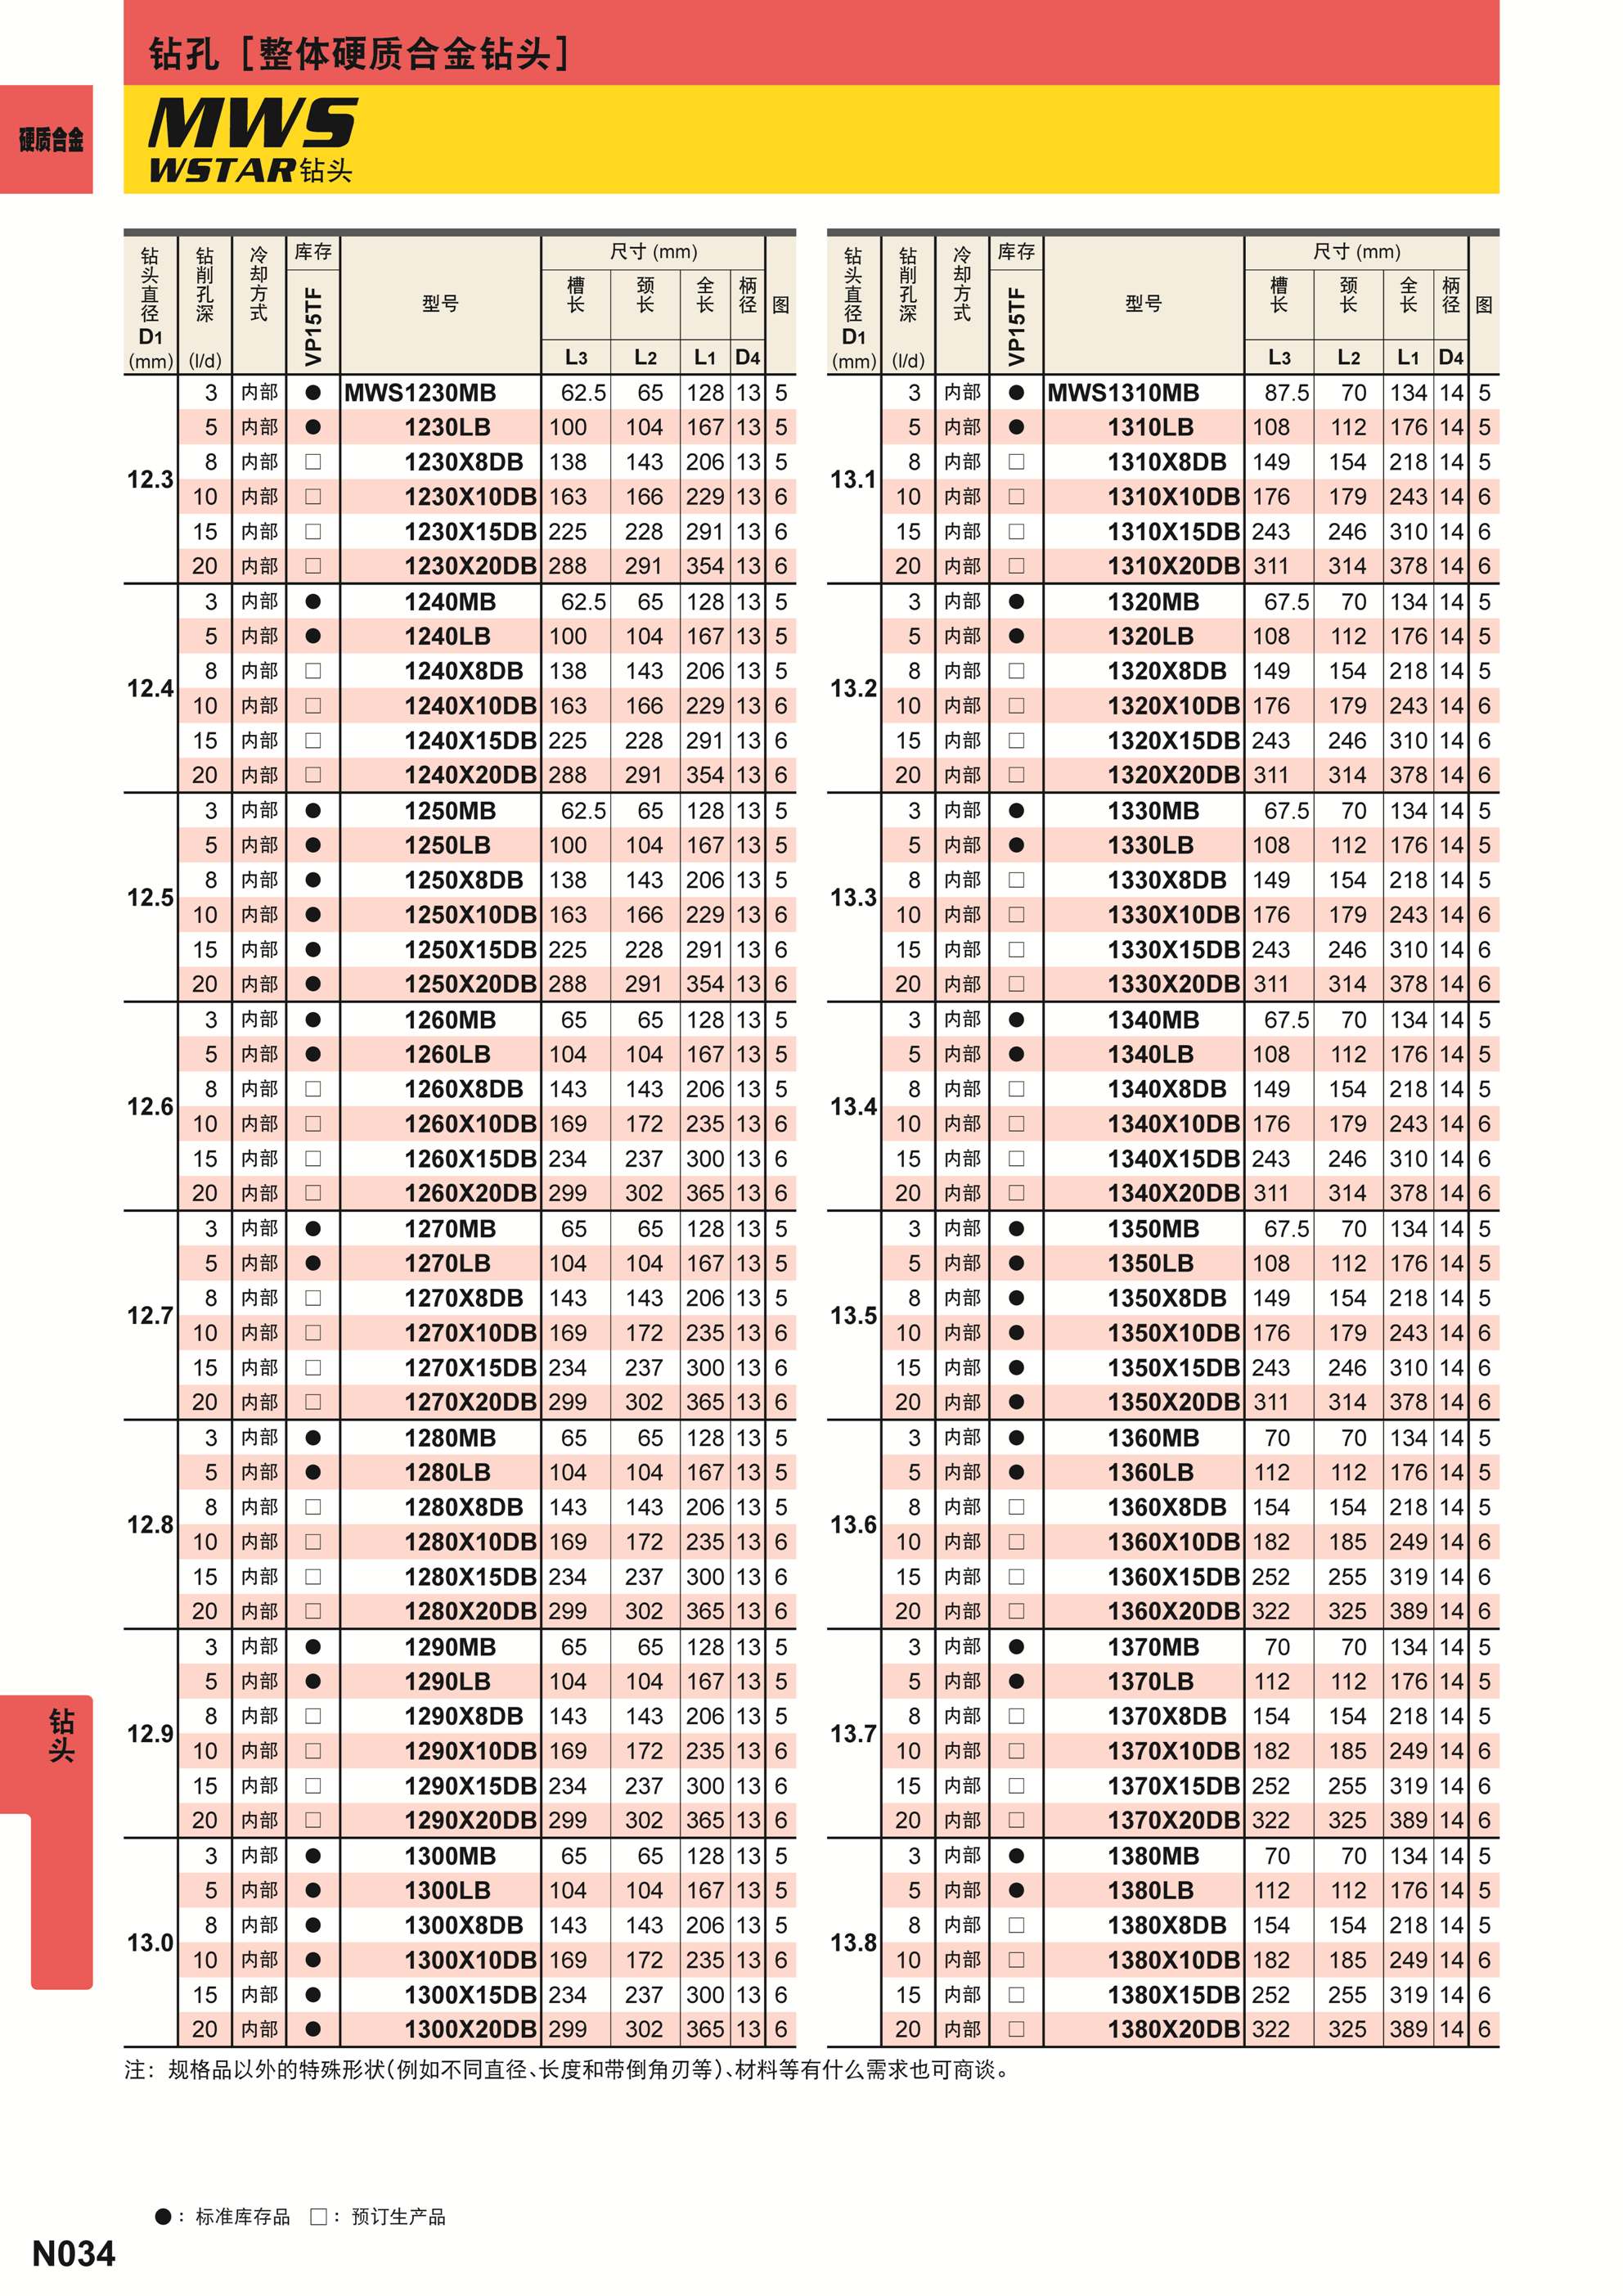 钻孔［整体硬质合金钻头］
硬质合金
MWS
WSTAR钻头
钻头直径 D1 (mm) 钻削孔深 (l/d) 冷却方式 库存 VP15TF 型号 尺寸 (mm) 槽长 L3 颈长 L2 全长 L1 柄径 D4 图
12.3
3 内部 ● MWS1230MB 62.5 65 128 13 5
5 内部 ● 1230LB 100 104 167 13 5
8 内部 □ 1230X8DB 138 143 206 13 5
10 内部 □ 1230X10DB 163 166 229 13 6
15 内部 □ 1230X15DB 225 228 291 13 6
20 内部 □ 1230X20DB 288 291 354 13 6
12.4
3 内部 ● 1240MB 62.5 65 128 13 5
5 内部 ● 1240LB 100 104 167 13 5
8 内部 □ 1240X8DB 138 143 206 13 5
10 内部 □ 1240X10DB 163 166 229 13 6
15 内部 □ 1240X15DB 225 228 291 13 6
20 内部 □ 1240X20DB 288 291 354 13 6
12.5
3 内部 ● 1250MB 62.5 65 128 13 5
5 内部 ● 1250LB 100 104 167 13 5
8 内部 ● 1250X8DB 138 143 206 13 5
10 内部 ● 1250X10DB 163 166 229 13 6
15 内部 ● 1250X15DB 225 228 291 13 6
20 内部 ● 1250X20DB 288 291 354 13 6
12.6
3 内部 ● 1260MB 65 65 128 13 5
5 内部 ● 1260LB 104 104 167 13 5
8 内部 □ 1260X8DB 143 143 206 13 5
10 内部 □ 1260X10DB 169 172 235 13 6
15 内部 □ 1260X15DB 234 237 300 13 6
20 内部 □ 1260X20DB 299 302 365 13 6
12.7
3 内部 ● 1270MB 65 65 128 13 5
5 内部 ● 1270LB 104 104 167 13 5
8 内部 □ 1270X8DB 143 143 206 13 5
10 内部 □ 1270X10DB 169 172 235 13 6
15 内部 □ 1270X15DB 234 237 300 13 6
20 内部 □ 1270X20DB 299 302 365 13 6
12.8
3 内部 ● 1280MB 65 65 128 13 5
5 内部 ● 1280LB 104 104 167 13 5
8 内部 □ 1280X8DB 143 143 206 13 5
10 内部 □ 1280X10DB 169 172 235 13 6
15 内部 □ 1280X15DB 234 237 300 13 6
20 内部 □ 1280X20DB 299 302 365 13 6
12.9
3 内部 ● 1290MB 65 65 128 13 5
5 内部 ● 1290LB 104 104 167 13 5
8 内部 □ 1290X8DB 143 143 206 13 5
10 内部 □ 1290X10DB 169 172 235 13 6
15 内部 □ 1290X15DB 234 237 300 13 6
20 内部 □ 1290X20DB 299 302 365 13 6
13.0
3 内部 ● 1300MB 65 65 128 13 5
5 内部 ● 1300LB 104 104 167 13 5
8 内部 ● 1300X8DB 143 143 206 13 5
10 内部 ● 1300X10DB 169 172 235 13 6
15 内部 ● 1300X15DB 234 237 300 13 6
20 内部 ● 1300X20DB 299 302 365 13 6
钻头直径 D1 (mm) 钻削孔深 (l/d) 冷却方式 库存 VP15TF 型号 尺寸 (mm) 槽长 L3 颈长 L2 全长 L1 柄径 D4 图
13.1
3 内部 ● MWS1310MB 87.5 70 134 14 5
5 内部 ● 1310LB 108 112 176 14 5
8 内部 □ 1310X8DB 149 154 218 14 5
10 内部 □ 1310X10DB 176 179 243 14 6
15 内部 □ 1310X15DB 243 246 310 14 6
20 内部 □ 1310X20DB 311 314 378 14 6
13.2
3 内部 ● 1320MB 67.5 70 134 14 5
5 内部 ● 1320LB 108 112 176 14 5
8 内部 □ 1320X8DB 149 154 218 14 5
10 内部 □ 1320X10DB 176 179 243 14 6
15 内部 □ 1320X15DB 243 246 310 14 6
20 内部 □ 1320X20DB 311 314 378 14 6
13.3
3 内部 ● 1330MB 67.5 70 134 14 5
5 内部 ● 1330LB 108 112 176 14 5
8 内部 □ 1330X8DB 149 154 218 14 5
10 内部 □ 1330X10DB 176 179 243 14 6
15 内部 □ 1330X15DB 243 246 310 14 6
20 内部 □ 1330X20DB 311 314 378 14 6
13.4
3 内部 ● 1340MB 67.5 70 134 14 5
5 内部 ● 1340LB 108 112 176 14 5
8 内部 □ 1340X8DB 149 154 218 14 5
10 内部 □ 1340X10DB 176 179 243 14 6
15 内部 □ 1340X15DB 243 246 310 14 6
20 内部 □ 1340X20DB 311 314 378 14 6
13.5
3 内部 ● 1350MB 67.5 70 134 14 5
5 内部 ● 1350LB 108 112 176 14 5
8 内部 ● 1350X8DB 149 154 218 14 5
10 内部 ● 1350X10DB 176 179 243 14 6
15 内部 ● 1350X15DB 243 246 310 14 6
20 内部 ● 1350X20DB 311 314 378 14 6
13.6
3 内部 ● 1360MB 70 70 134 14 5
5 内部 ● 1360LB 112 112 176 14 5
8 内部 □ 1360X8DB 154 154 218 14 5
10 内部 □ 1360X10DB 182 185 249 14 6
15 内部 □ 1360X15DB 252 255 319 14 6
20 内部 □ 1360X20DB 322 325 389 14 6
13.7
3 内部 ● 1370MB 70 70 134 14 5
5 内部 ● 1370LB 112 112 176 14 5
8 内部 □ 1370X8DB 154 154 218 14 5
10 内部 □ 1370X10DB 182 185 249 14 6
15 内部 □ 1370X15DB 252 255 319 14 6
20 内部 □ 1370X20DB 322 325 389 14 6
13.8
3 内部 ● 1380MB 70 70 134 14 5
5 内部 ● 1380LB 112 112 176 14 5
8 内部 □ 1380X8DB 154 154 218 14 5
10 内部 □ 1380X10DB 182 185 249 14 6
15 内部 □ 1380X15DB 252 255 319 14 6
20 内部 □ 1380X20DB 322 325 389 14 6
钻头
注：规格品以外的特殊形状(例如不同直径、长度和带倒角刃等)、材料等有什么需求也可商谈。
●：标准库存品 □：预订生产品
N034